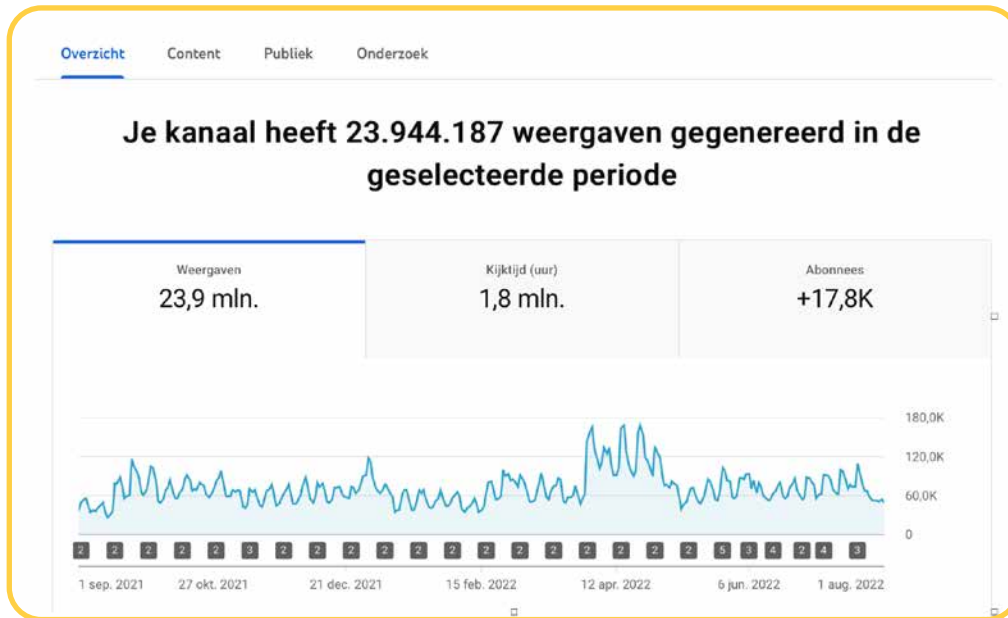 Overzicht Content Publiek Onderzoek
Je kanaal heeft 23.944.187 weergaven gegenereerd in de
geselecteerde periode
Weergaven Kijktijd (uur) Abonnees
23,9 mln. 1,8 mln. +17,8K
180,0K
120,0K
60,0K
0
2 2 2 2 2 3 2 2 2 2 2 2 2 2 2 2 2 2 2 5 3 4 2 4 3
1 sep. 2021 27 okt. 2021 21 dec. 2021 15 feb. 2022 12 apr. 2022 6 jun. 2022 1 aug. 2022